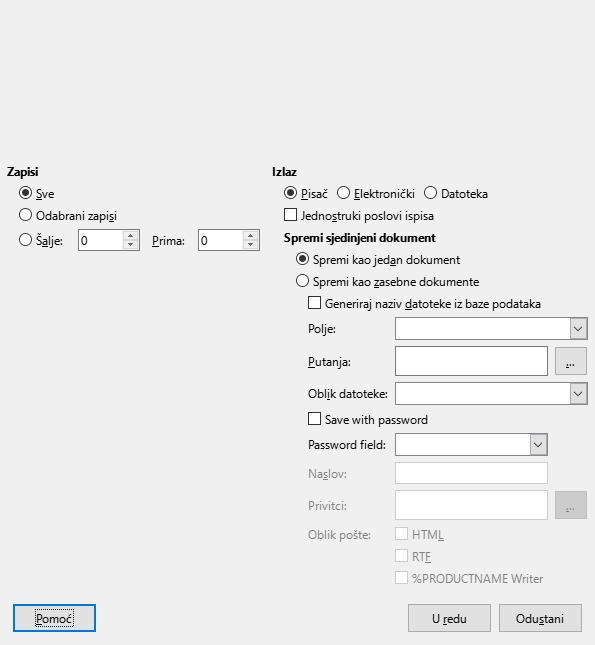 Zapisi
Sve
Odabrani zapisi
Šalje: 0 Prima: 0
Izlaz
Pisač Elektronički Datoteka
Jednostruki poslovi ispisa
Spremi sjedinjeni dokument
Spremi kao jedan dokument
Spremi kao zasebne dokumente
Generiraj naziv datoteke iz baze podataka
Polje:
Putanja: ...
Oblik datoteke:
Save with password
Password field:
Naslov:
Privitci: ...
Oblik pošte: HTML
RTF
%PRODUCTNAME Writer
Pomoć U redu Odustani